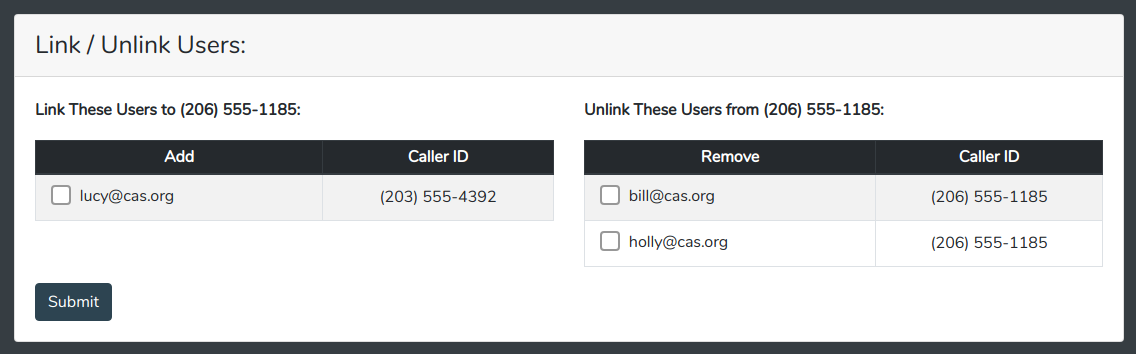 Link / Unlink Users:
Link These Users to (206) 555-1185:
Add Caller ID
lucy@cas.org (203) 555-4392
Unlink These Users from (206) 555-1185:
Remove Caller ID
bill@cas.org (206) 555-1185
holly@cas.org (206) 555-1185
Submit